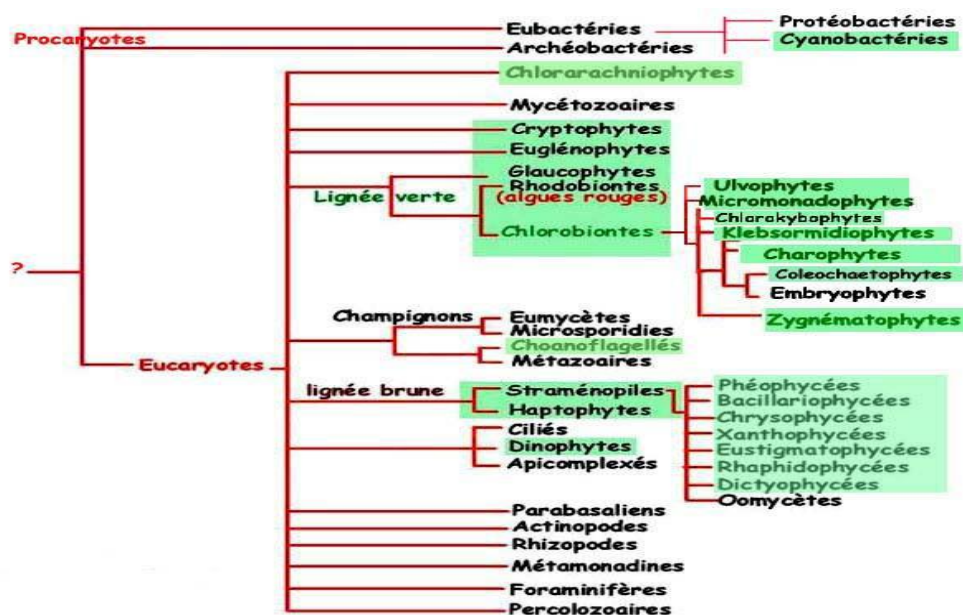 Procaryotes
Eubactéries
Protéobactéries
Cyanobactéries
Archéobactéries
Chlorarachniophytes
Mycétozoaires
Cryptophytes
Euglénophytes
Lignée verte
Glaucophytes
Rhodobiontes
(algues rouges)
Chlorobiontes
Ulvophytes
Micromonadophytes
Chlorakybophytes
Klebsormidiophytes
Charophytes
Coleochaetophytes
Embryophytes
Zygnématophytes
?
Eucaryotes
Champignons
Eumycètes
Microsporidies
Choanoflagellés
Métazoaires
lignée brune
Straménopiles
Haptophytes
Phéophycées
Bacillariophycées
Chrysophycées
Xanthophycées
Eustigmatophycées
Rhaphidophycées
Dictyophycées
Oomycètes
Ciliés
Dinophytes
Apicomplexés
Parabasaliens
Actinopodes
Rhizopodes
Métamonadines
Foraminifères
Percolozoaires